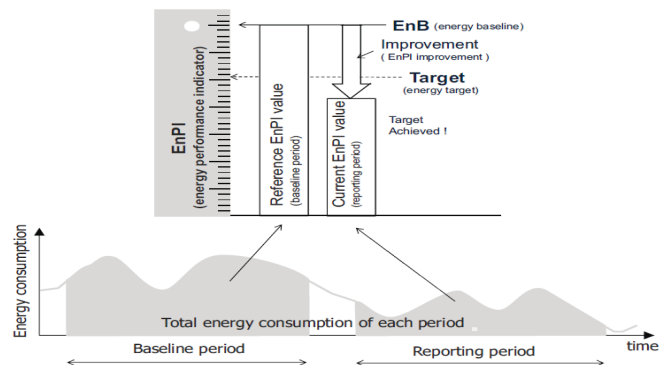 EnB (energy baseline)
Improvement
( EnPI improvement )
Target
(energy target)
Target
Achieved !
EnPI
(energy performance indicator)
Reference EnPI value
(baseline period)
Current EnPI value
(reporting period)
Energy consumption
Total energy consumption of each period
time
Baseline period
Reporting period